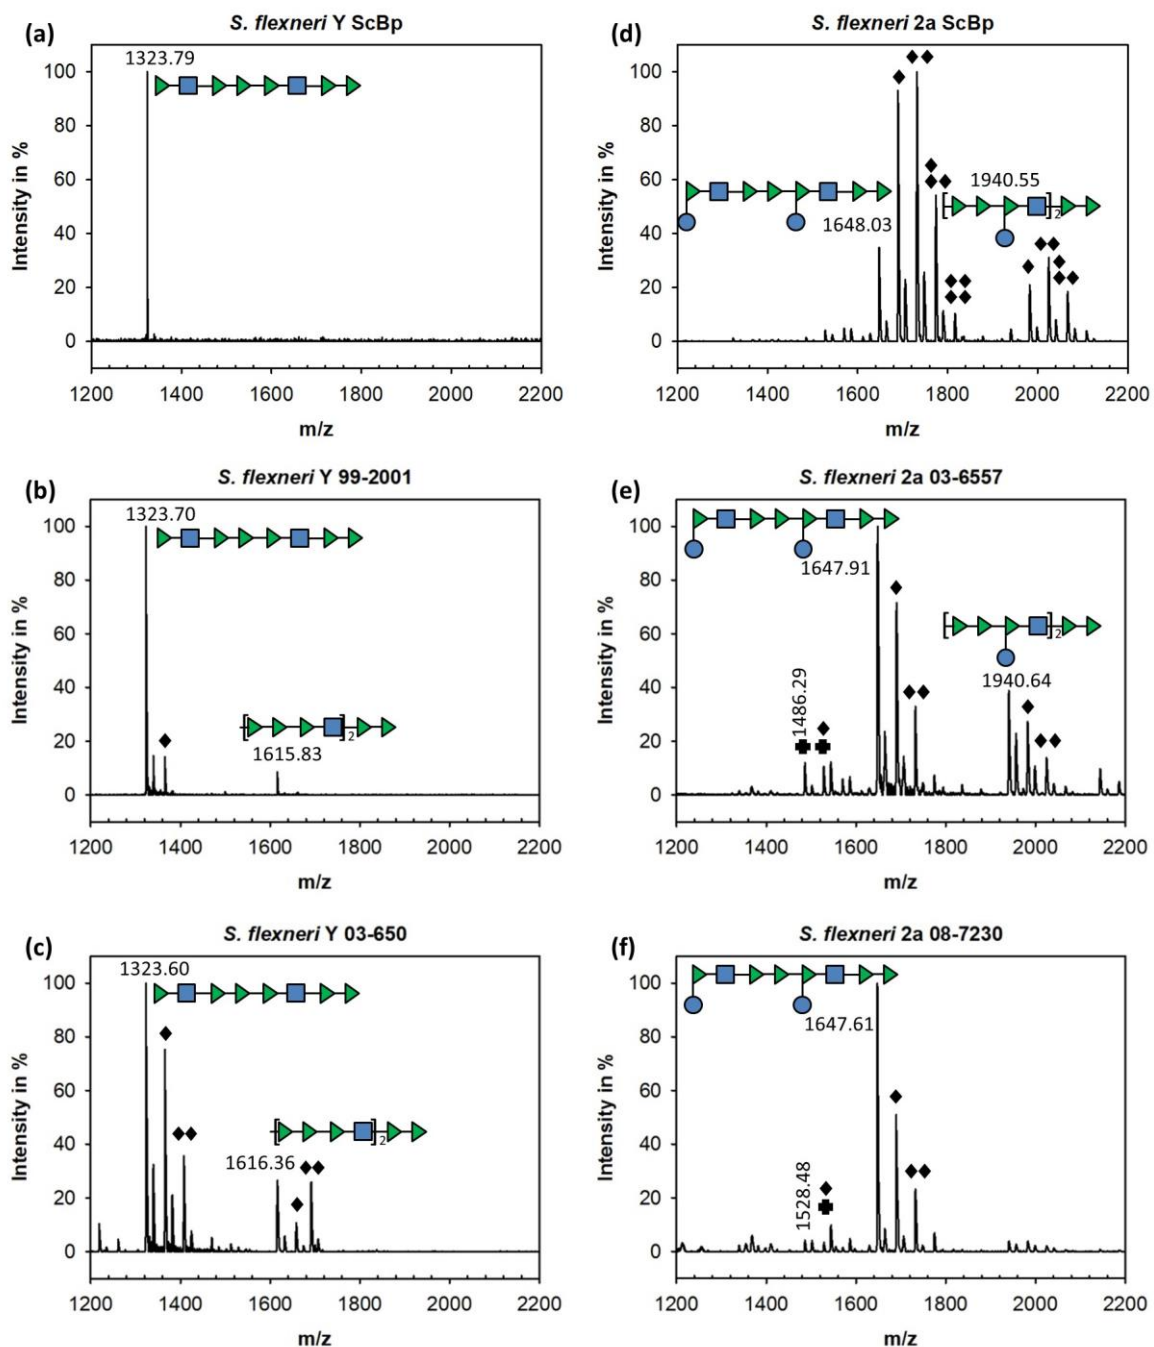 (a)
S. flexneri Y ScBp
1323.79
Intensity in %
100
80
60
40
20
0
1200 1400 1600 1800 2000 2200
m/z
(d)
S. flexneri 2a ScBp
1648.03
1940.55
2
Intensity in %
100
80
60
40
20
0
1200 1400 1600 1800 2000 2200
m/z
(b)
S. flexneri Y 99-2001
1323.70
2
1615.83
Intensity in %
100
80
60
40
20
0
1200 1400 1600 1800 2000 2200
m/z
(e)
S. flexneri 2a 03-6557
1647.91
2
1486.29
1940.64
Intensity in %
100
80
60
40
20
0
1200 1400 1600 1800 2000 2200
m/z
(c)
S. flexneri Y 03-650
1323.60
2
1616.36
Intensity in %
100
80
60
40
20
0
1200 1400 1600 1800 2000 2200
m/z
(f)
S. flexneri 2a 08-7230
1647.61
1528.48
Intensity in %
100
80
60
40
20
0
1200 1400 1600 1800 2000 2200
m/z